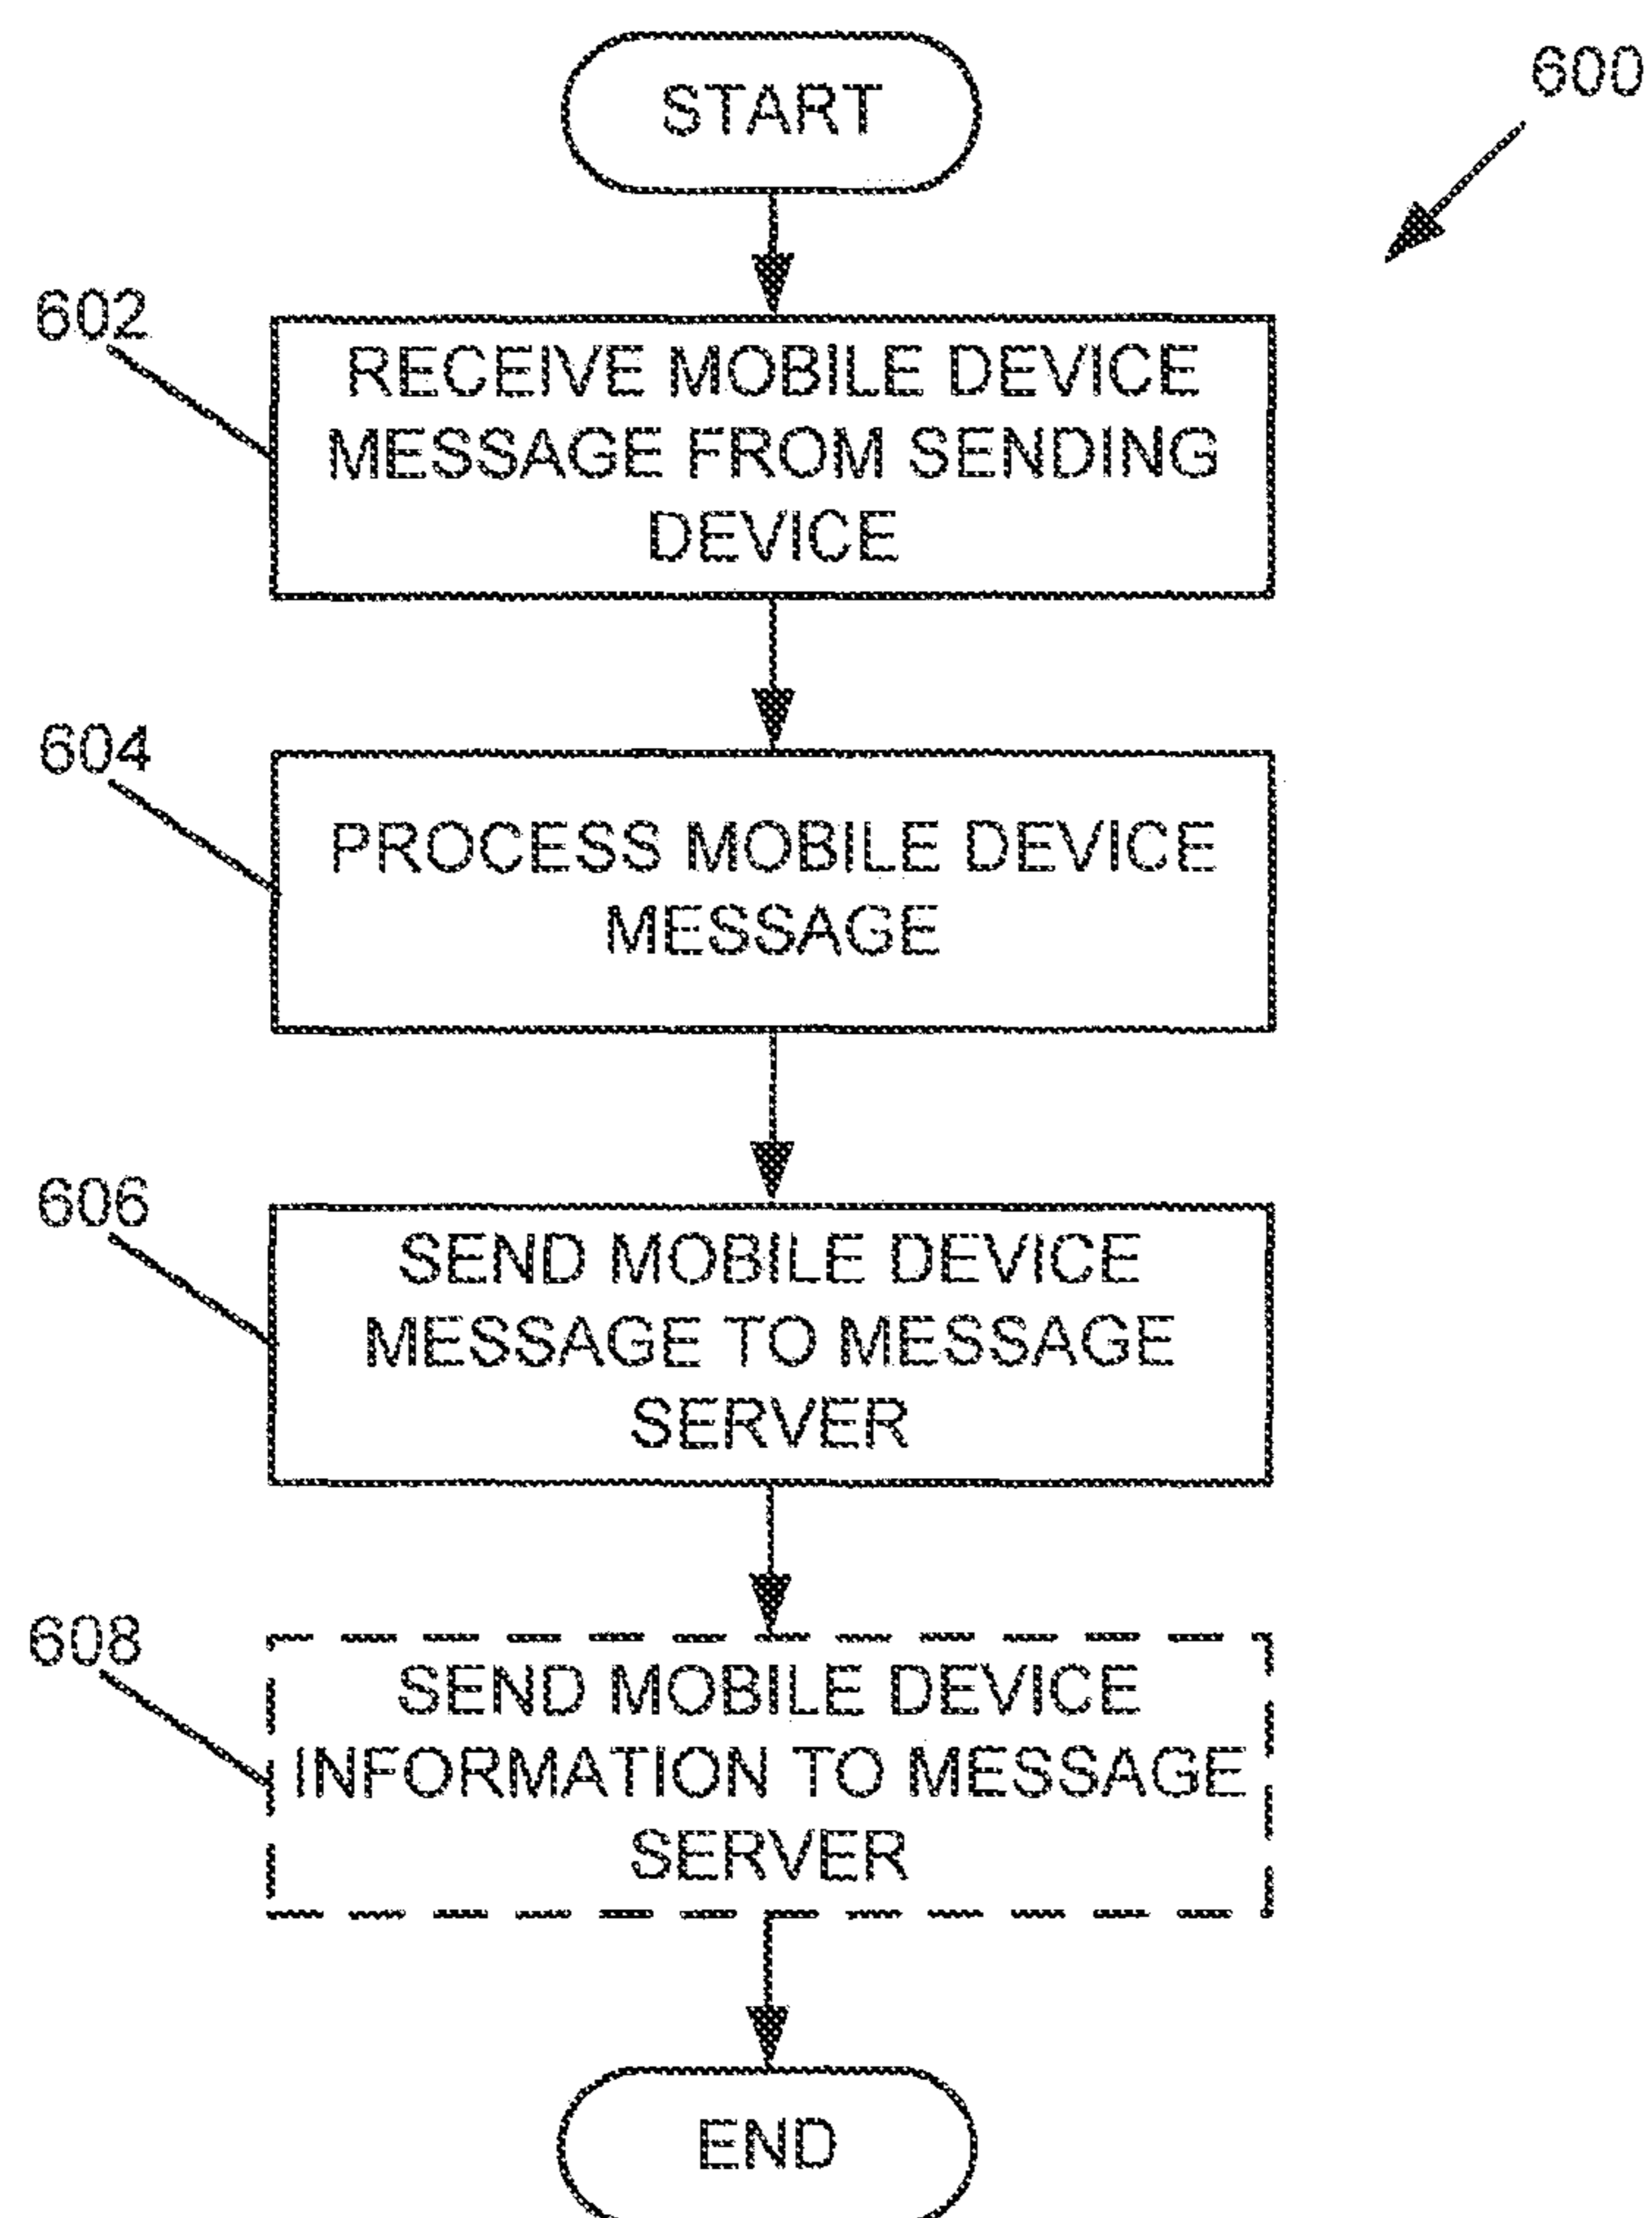 START
600
602
RECEIVE MOBILE DEVICE
MESSAGE FROM SENDING
DEVICE
604
PROCESS MOBILE DEVICE
MESSAGE
606
SEND MOBILE DEVICE
MESSAGE TO MESSAGE
SERVER
608
SEND MOBILE DEVICE
INFORMATION TO MESSAGE
SERVER
END